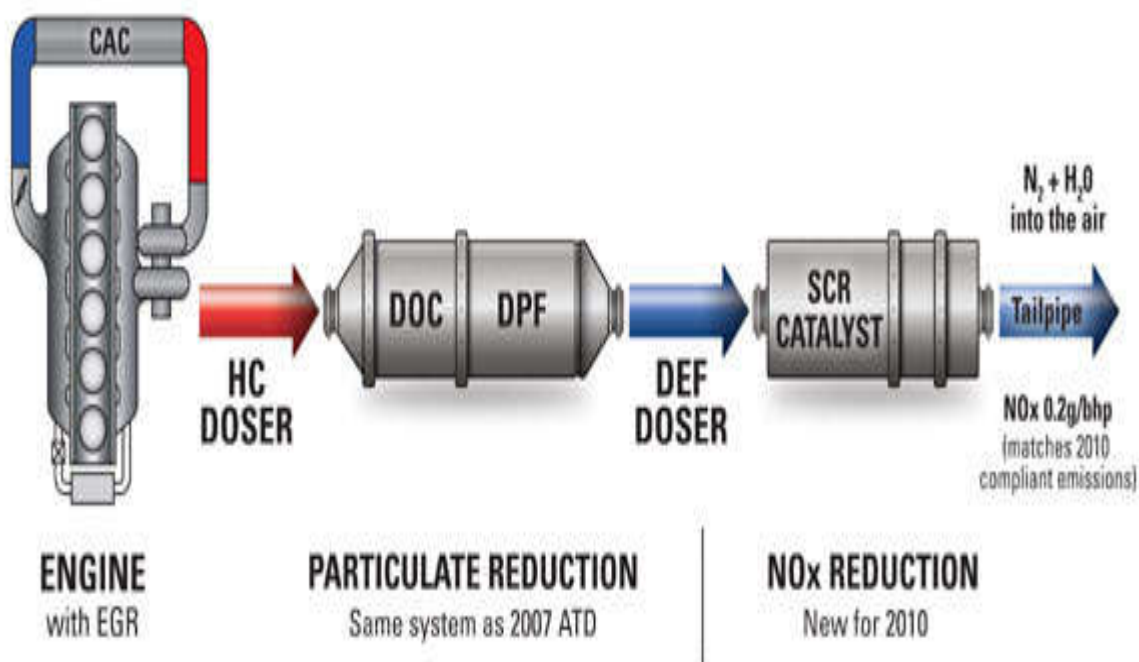 CAC
HC
DOSER
DOC
DPF
DEF
DOSER
SCR
CATALYST
N₂ + H₂O
into the air
Tailpipe
NOx 0.2g/bhp
(matches 2010
compliant emissions)
ENGINE
with EGR
PARTICULATE REDUCTION
Same system as 2007 ATD
NOx REDUCTION
New for 2010